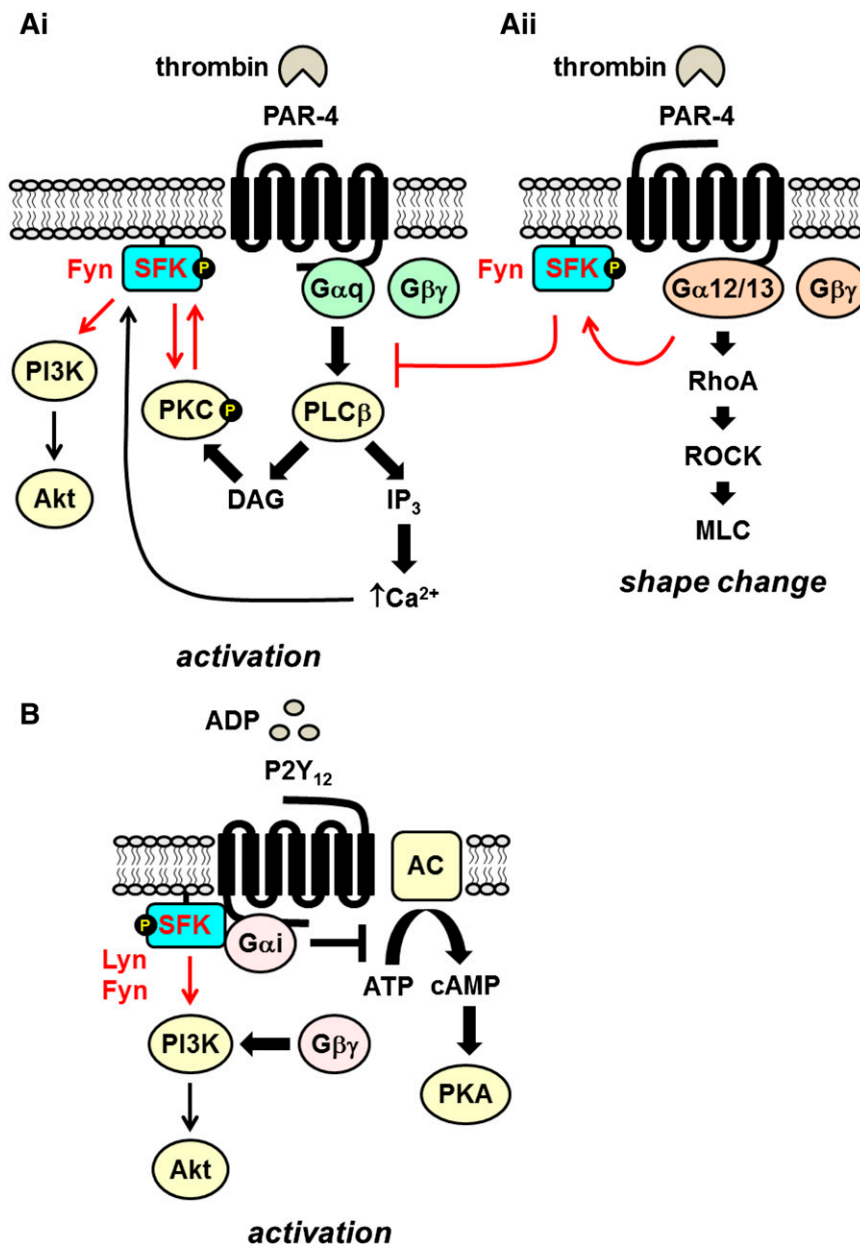 Ai
thrombin
PAR-4
Fyn
SFK
P
Gαq
Gβγ
PI3K
PKC
P
PLCβ
Akt
DAG
IP₃
↑Ca²⁺
activation
Aii
thrombin
PAR-4
Fyn
SFK
P
Gα12/13
Gβγ
RhoA
ROCK
MLC
shape change
B
ADP
P2Y₁₂
AC
P
SFK
Gαi
Lyn
Fyn
ATP
cAMP
PI3K
Gβγ
PKA
Akt
activation